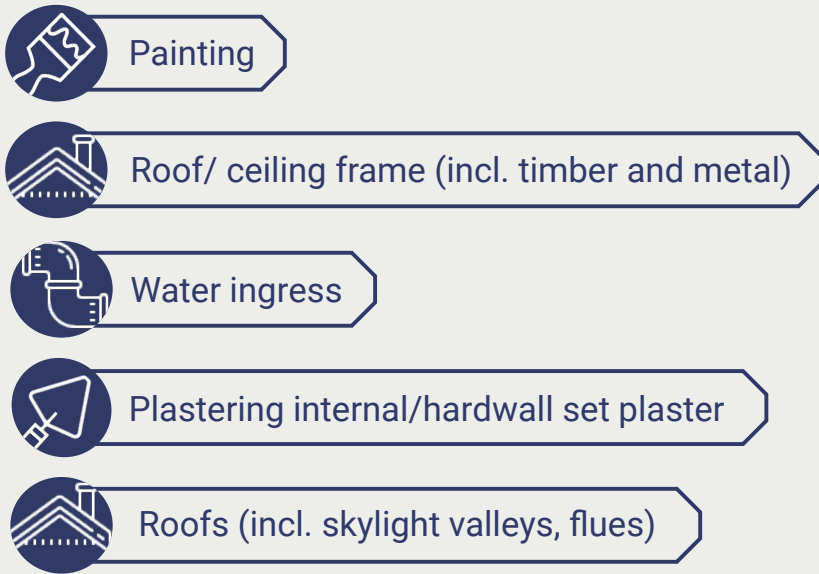 Painting
Roof/ ceiling frame (incl. timber and metal)
Water ingress
Plastering internal/hardwall set plaster
Roofs (incl. skylight valleys, flues)